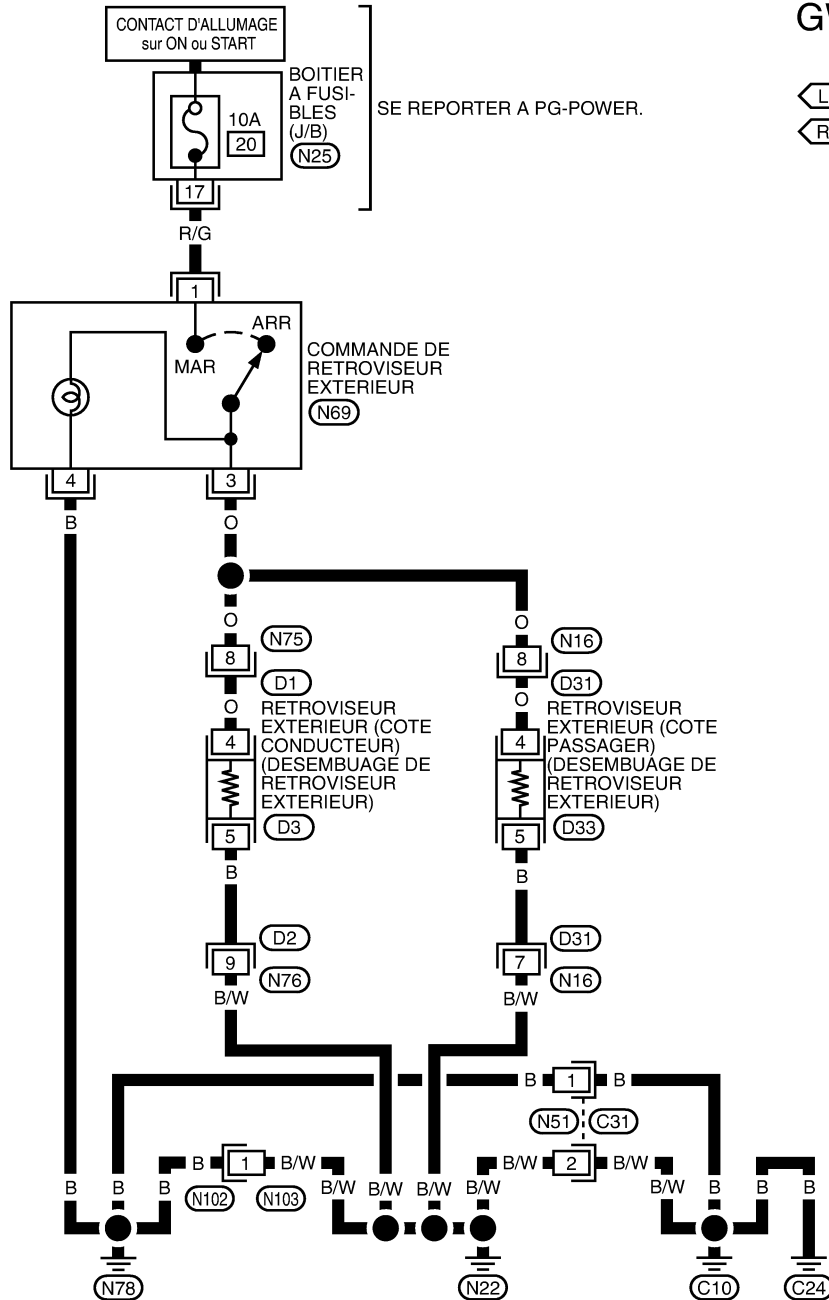 CONTACT D'ALLUMAGE
sur ON ou START
GW
BOITIER
A FUSI-
BLES
(J/B)
N25
10A
20
SE REPORTER A PG-POWER.
L
R
17
R/G
1
ARR
MAR
COMMANDE DE
RETROVISEUR
EXTERIEUR
N69
4
3
B
O
O
O
N75
N16
8
8
D1
D31
O
O
RETROVISEUR
EXTERIEUR (COTE
CONDUCTEUR)
(DESEMBUAGE DE
RETROVISEUR
EXTERIEUR)
RETROVISEUR
EXTERIEUR (COTE
PASSAGER)
(DESEMBUAGE DE
RETROVISEUR
EXTERIEUR)
4
4
D3
D33
5
5
B
B
D2
D31
9
7
N76
N16
B/W
B/W
B
1
B
N51
C31
B
1
B/W
B/W
2
B/W
N102
N103
B
B
B
B/W
B/W
B/W
B/W
B/W
B
B
B
N78
N22
C10
C24